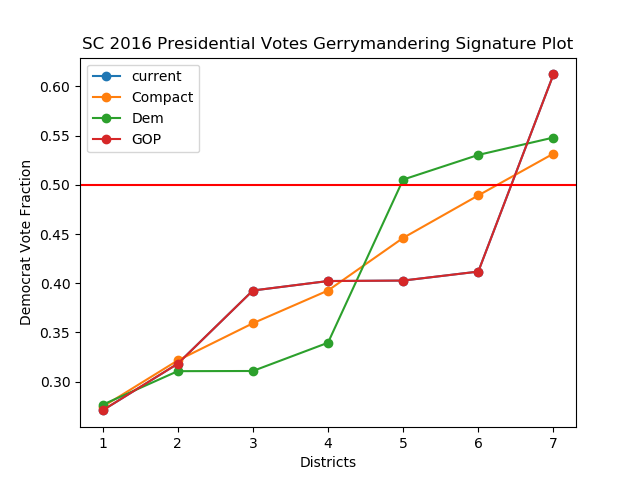 SC 2016 Presidential Votes Gerrymandering Signature Plot
current
Compact
Dem
GOP
0.60
0.55
0.50
0.45
0.40
0.35
0.30
Democrat Vote Fraction
1 2 3 4 5 6 7
Districts